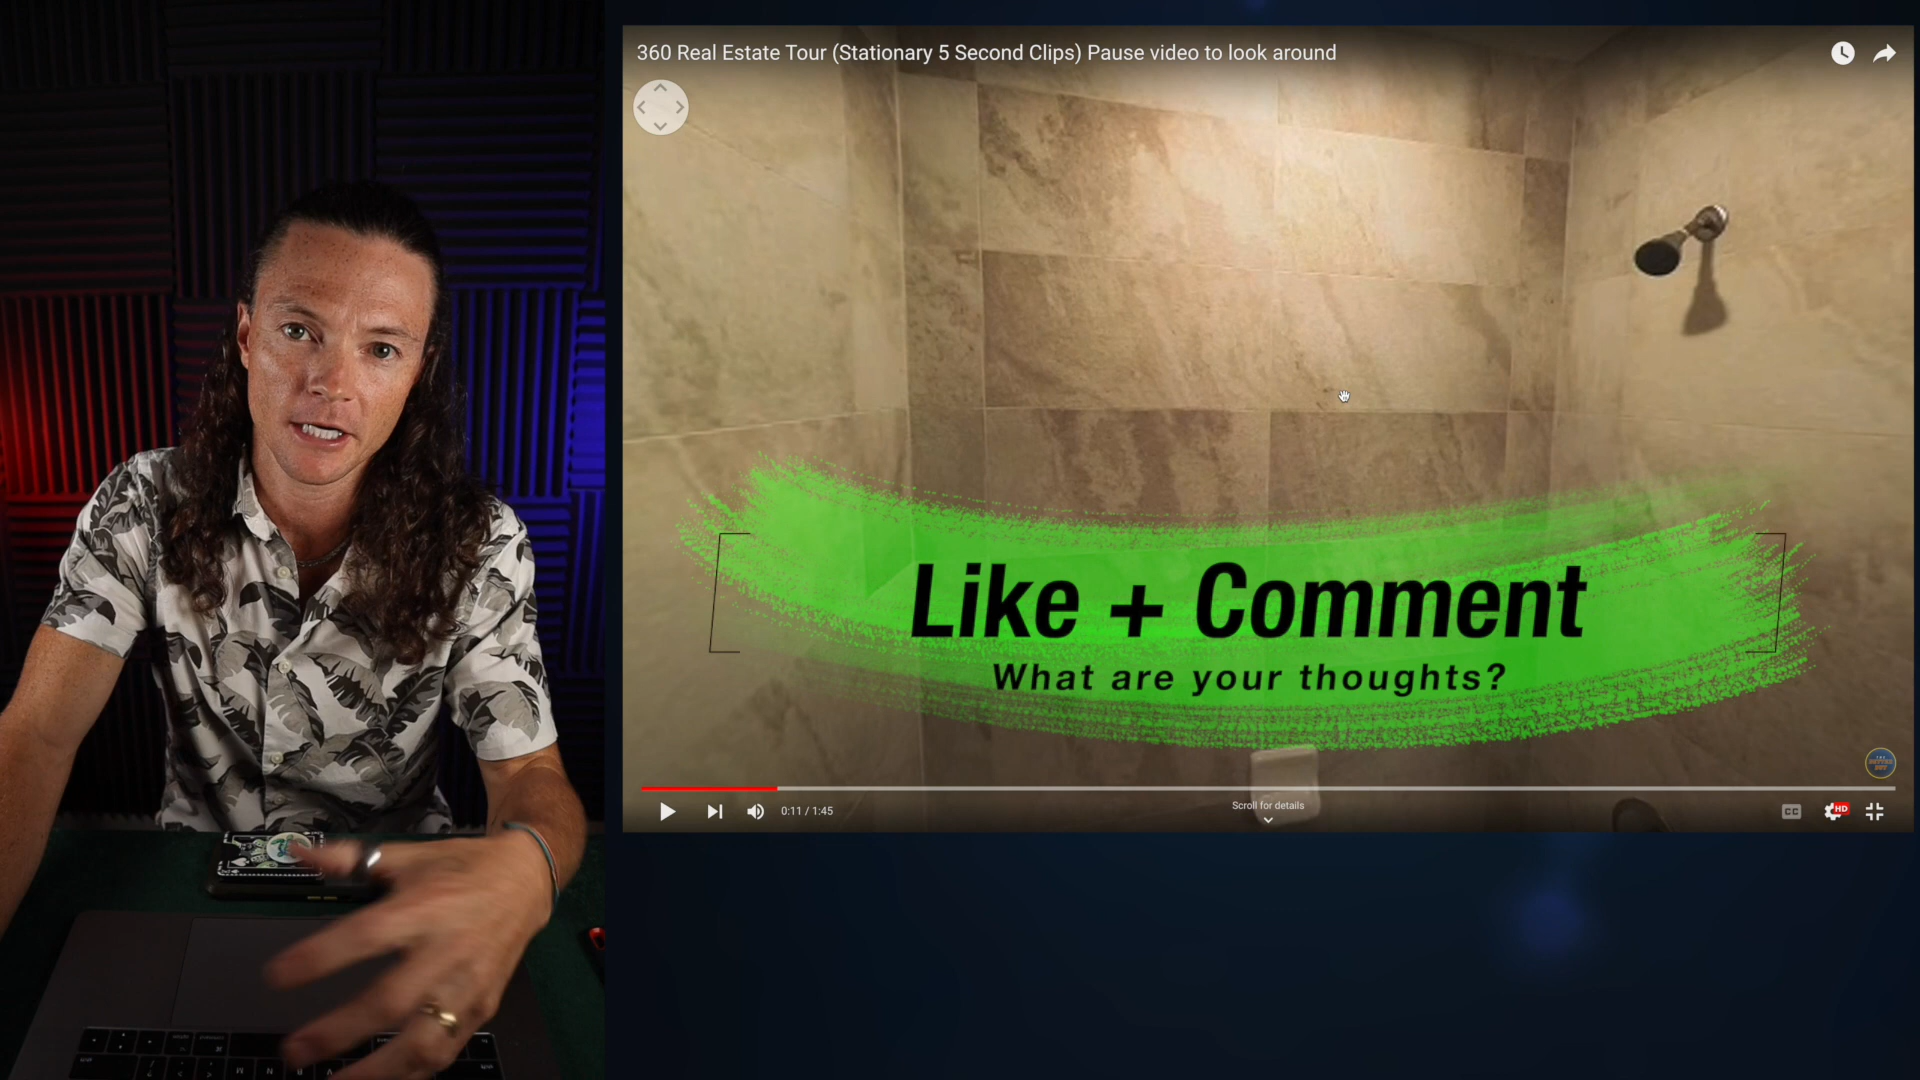 360 Real Estate Tour (Stationary 5 Second Clips) Pause video to look around
Like + Comment
What are your thoughts?
0:11 / 1:45
Scroll for details
CC
HD